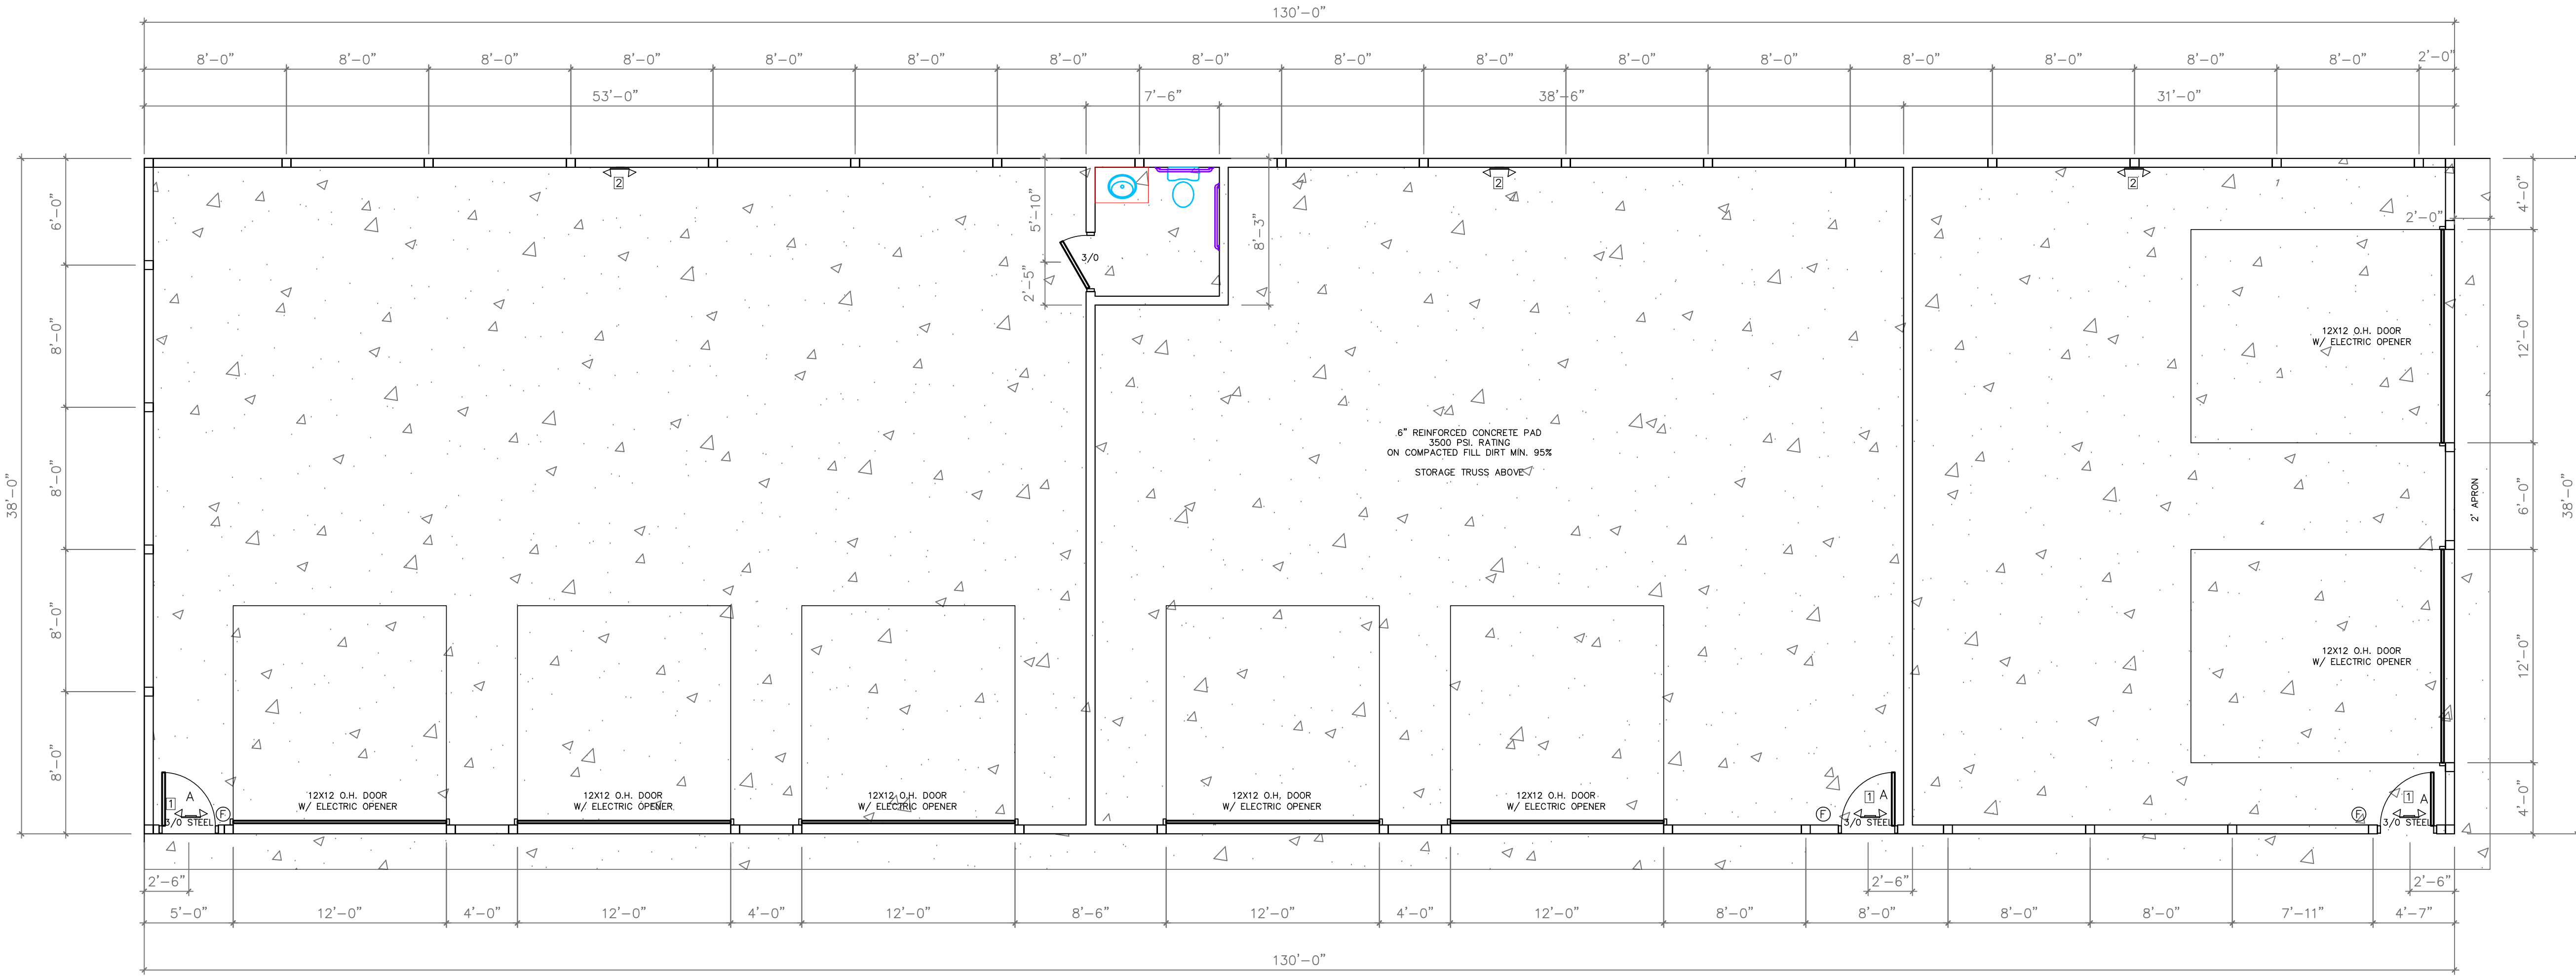 130'-0"
8'-0" 8'-0" 8'-0" 8'-0" 8'-0" 8'-0" 8'-0" 8'-0" 8'-0" 8'-0" 8'-0" 8'-0" 8'-0" 8'-0" 8'-0" 8'-0" 2'-0"
53'-0" 7'-6" 38'-6" 31'-0"
38'-0"
6'-0"
8'-0"
8'-0"
8'-0"
8'-0"
2
2
2
5'-10"
2'-5"
3/0
8'-3"
2'-0"
12X12 O.H. DOOR
W/ ELECTRIC OPENER
.6" REINFORCED CONCRETE PAD
3500 PSI. RATING
ON COMPACTED FILL DIRT MIN. 95%
STORAGE TRUSS ABOVE
2' APRON
12X12 O.H. DOOR
W/ ELECTRIC OPENER
4'-0"
12'-0"
6'-0"
12'-0"
4'-0"
38'-0"
1 A
3/0 STEEL
F
12X12 O.H. DOOR
W/ ELECTRIC OPENER
12X12 O.H. DOOR
W/ ELECTRIC OPENER
12X12 O.H. DOOR
W/ ELECTRIC OPENER
12X12 O.H. DOOR
W/ ELECTRIC OPENER
12X12 O.H. DOOR
W/ ELECTRIC OPENER
F
1 A
3/0 STEEL
F
1 A
3/0 STEEL
2'-6" 2'-6" 2'-6"
5'-0" 12'-0" 4'-0" 12'-0" 4'-0" 12'-0" 8'-6" 12'-0" 4'-0" 12'-0" 8'-0" 8'-0" 8'-0" 8'-0" 7'-11" 4'-7"
130'-0"